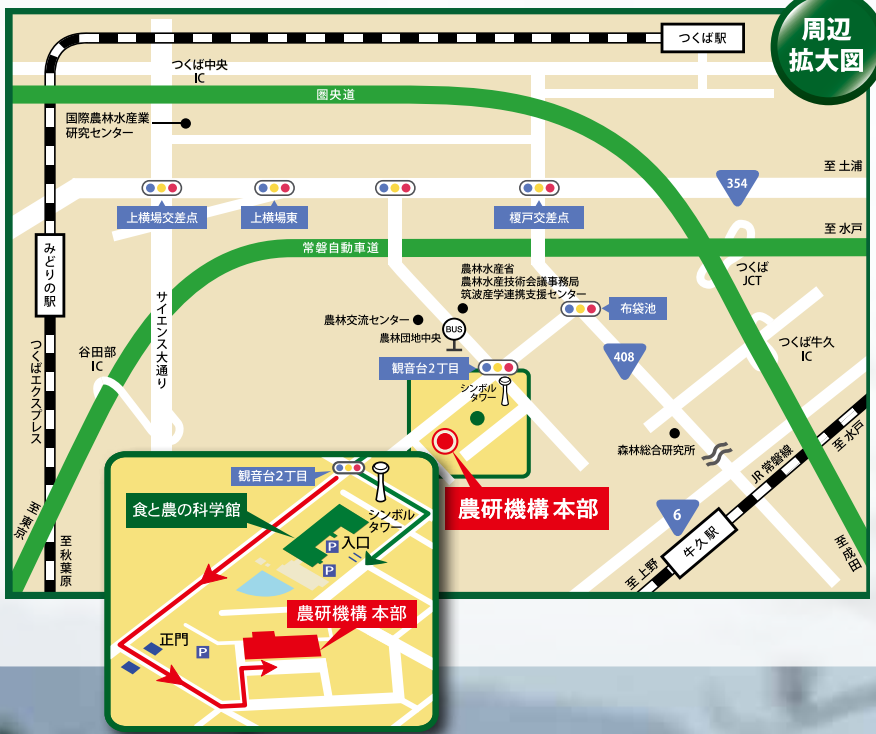 周辺
拡大図
つくば駅
つくば中央
IC
圏央道
国際農林水産業
研究センター
至 土浦
354
上横場交差点
上横場東
榎戸交差点
至 水戸
常磐自動車道
みどりの駅
サイエンス大通り
農林水産省
農林水産技術会議事務局
筑波産学連携支援センター
つくば
JCT
布袋池
農林交流センター
BUS
農林団地中央
408
つくば牛久
IC
谷田部
IC
つくばエクスプレス
観音台2丁目
シンボル
タワー
森林総合研究所
JR 常磐線
至 水戸
農研機構 本部
6
牛久駅
至 上野
至 成田
至 東京
至 秋葉原
観音台2丁目
シンボル
タワー
食と農の科学館
入口
P
P
農研機構 本部
正門
P